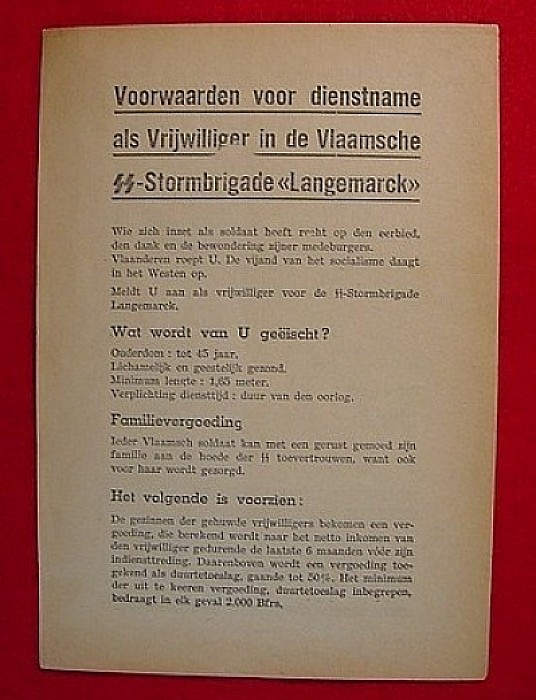 Voorwaarden voor dienstname
als Vrijwilliger in de Vlaamsche
ᛋᛋ-Stormbrigade «Langemarck»
Wie zich inzet als soldaat heeft recht op den eerbied,
den dank en de bewondering zijner medeburgers.
Vlaanderen roept U. De vijand van het socialisme daagt
in het Westen op.
Meldt U aan als vrijwilliger voor de ᛋᛋ-Stormbrigade
Langemarck.
Wat wordt van U geëischt?
Ouderdom : tot 45 jaar.
Lichamelijk en geestelijk gezond.
Minimum lengte : 1,65 meter.
Verplichting diensttijd : duur van den oorlog.
Familievergoeding
Ieder Vlaamsch soldaat kan met een gerust gemoed zijn
familie aan de hoede der ᛋᛋ toevertrouwen, want ook
voor haar wordt gezorgd.
Het volgende is voorzien :
De gezinnen der gehuwde vrijwilligers bekomen een ver-
goeding, die berekend wordt naar het netto inkomen van
den vrijwilliger gedurende de laatste 6 maanden vóór zijn
indiensttreding. Daarenboven wordt een vergoeding toe-
gekend als duurtetoeslag, gaande tot 50%. Het minimum
der uit te keeren vergoeding, duurtetoeslag inbegrepen,
bedraagt in elk geval 2.000 Bfrs.